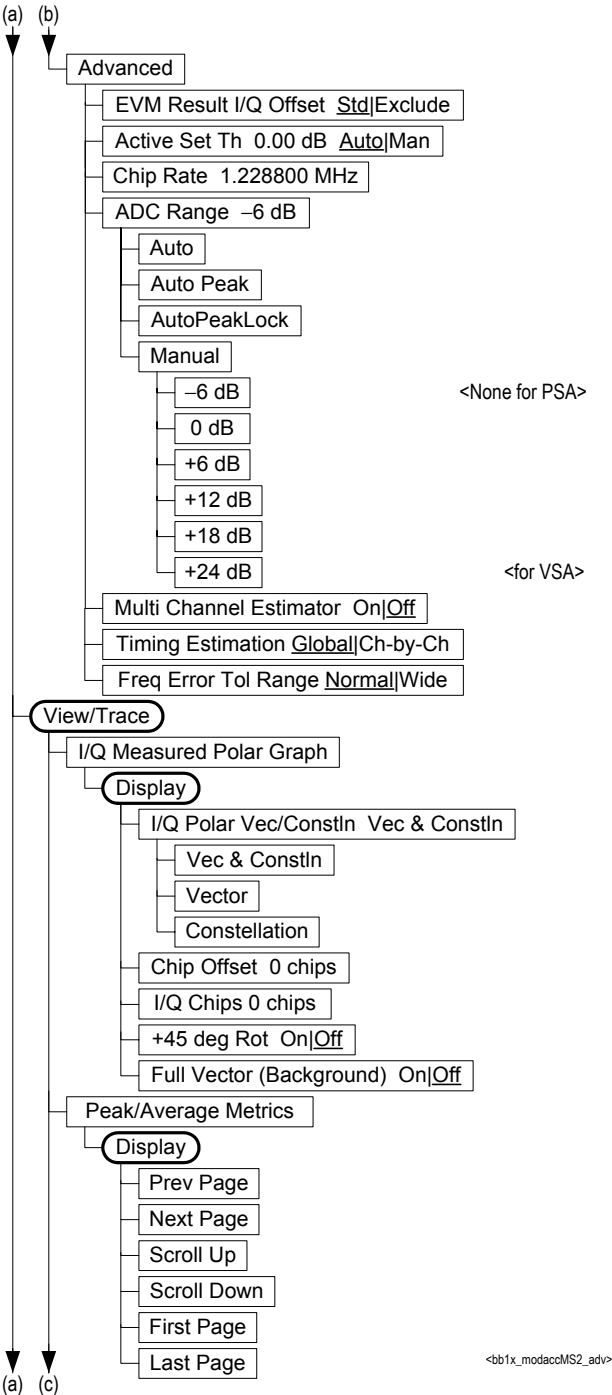 (a) (b)
Advanced
EVM Result I/Q Offset Std|Exclude
Active Set Th 0.00 dB Auto|Man
Chip Rate 1.228800 MHz
ADC Range –6 dB
Auto
Auto Peak
AutoPeakLock
Manual
–6 dB <None for PSA>
0 dB
+6 dB
+12 dB
+18 dB
+24 dB <for VSA>
Multi Channel Estimator On|Off
Timing Estimation Global|Ch-by-Ch
Freq Error Tol Range Normal|Wide
View/Trace
I/Q Measured Polar Graph
Display
I/Q Polar Vec/Constln Vec & Constln
Vec & Constln
Vector
Constellation
Chip Offset 0 chips
I/Q Chips 0 chips
+45 deg Rot On|Off
Full Vector (Background) On|Off
Peak/Average Metrics
Display
Prev Page
Next Page
Scroll Up
Scroll Down
First Page
Last Page <bb1x_modaccMS2_adv>
(a) (c)